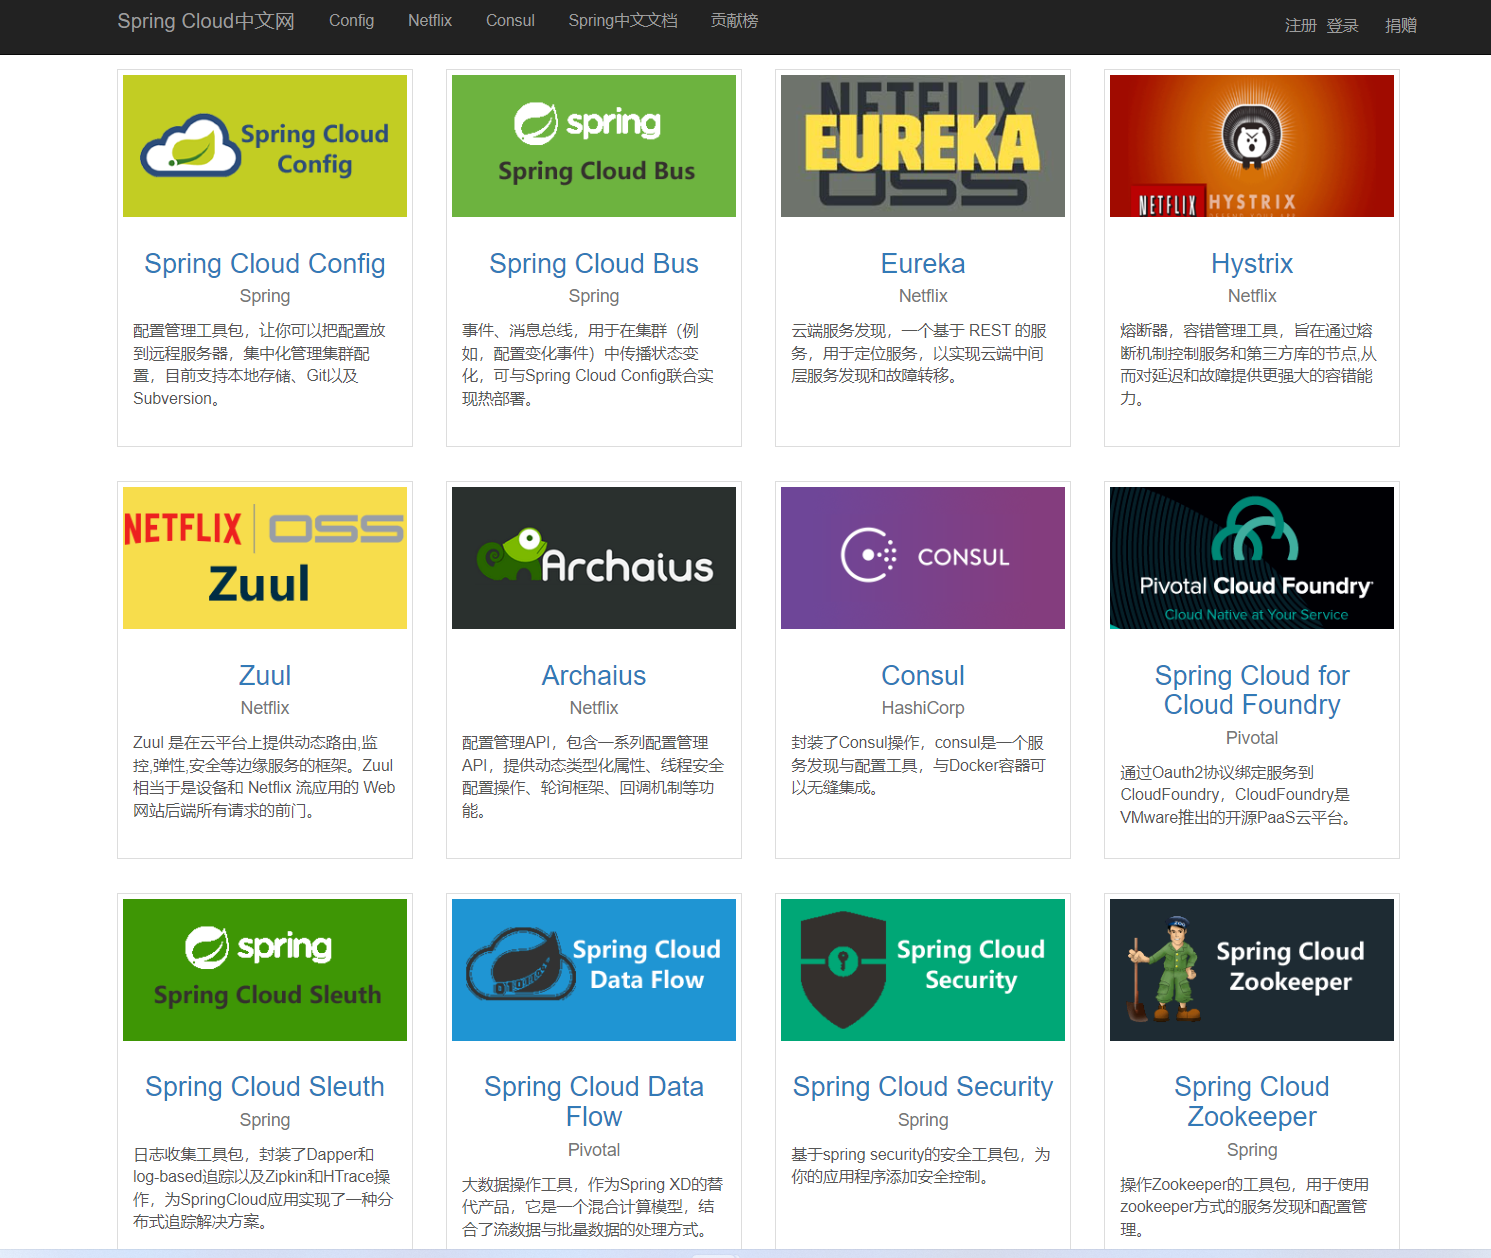 Spring Cloud中文网 Config Netflix Consul Spring中文文档 贡献榜 注册 登录 捐赠
Spring Cloud
Config
Spring Cloud Config
Spring
配置管理工具包，让你可以把配置放
到远程服务器，集中化管理集群配
置，目前支持本地存储、Git以及
Subversion。
spring
Spring Cloud Bus
Spring Cloud Bus
Spring
事件、消息总线，用于在集群（例
如，配置变化事件）中传播状态变
化，可与Spring Cloud Config联合实
现热部署。
NETFLIX
EUREKA
OSS
Eureka
Netflix
云端服务发现，一个基于 REST 的服
务，用于定位服务，以实现云端中间
层服务发现和故障转移。
NETFLIX HYSTRIX
Hystrix
Netflix
熔断器，容错管理工具，旨在通过熔
断机制控制服务和第三方库的节点,从
而对延迟和故障提供更强大的容错能
力。
NETFLIX OSS
Zuul
Zuul
Netflix
Zuul 是在云平台上提供动态路由,监
控,弹性,安全等边缘服务的框架。Zuul
相当于是设备和 Netflix 流应用的 Web
网站后端所有请求的前门。
Archaius
Archaius
Netflix
配置管理API，包含一系列配置管理
API，提供动态类型化属性、线程安全
配置操作、轮询框架、回调机制等功
能。
CONSUL
Consul
HashiCorp
封装了Consul操作，consul是一个服
务发现与配置工具，与Docker容器可
以无缝集成。
Pivotal Cloud Foundry
Cloud Native at Your Service
Spring Cloud for
Cloud Foundry
Pivotal
通过Oauth2协议绑定服务到
CloudFoundry，CloudFoundry是
VMware推出的开源PaaS云平台。
spring
Spring Cloud Sleuth
Spring Cloud Sleuth
Spring
日志收集工具包，封装了Dapper和
log-based追踪以及Zipkin和HTrace操
作，为SpringCloud应用实现了一种分
布式追踪解决方案。
Spring Cloud
Data Flow
Spring Cloud Data
Flow
Pivotal
大数据操作工具，作为Spring XD的替
代产品，它是一个混合计算模型，结
合了流数据与批量数据的处理方式。
Spring Cloud
Security
Spring Cloud Security
Spring
基于spring security的安全工具包，为
你的应用程序添加安全控制。
Spring Cloud
Zookeeper
Spring Cloud
Zookeeper
Spring
操作Zookeeper的工具包，用于使用
zookeeper方式的服务发现和配置管
理。